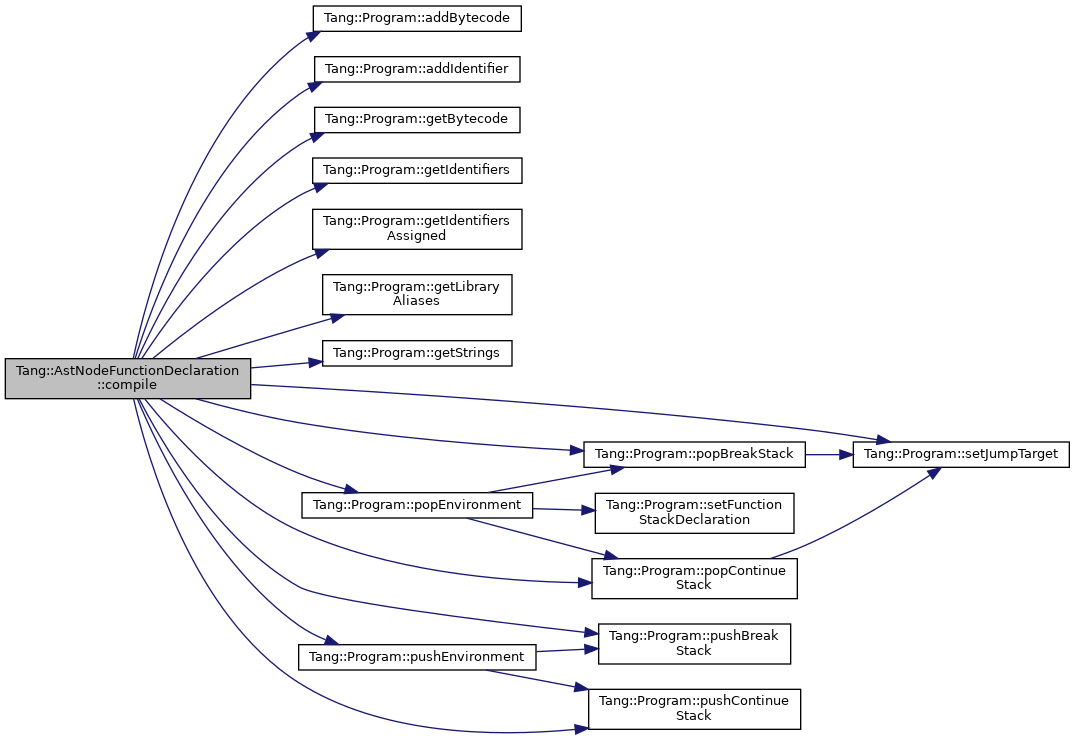 Tang::Program::addBytecode
Tang::Program::addIdentifier
Tang::Program::getBytecode
Tang::Program::getIdentifiers
Tang::Program::getIdentifiers
Assigned
Tang::Program::getLibrary
Aliases
Tang::Program::getStrings
Tang::AstNodeFunctionDeclaration
::compile
Tang::Program::popBreakStack
Tang::Program::setJumpTarget
Tang::Program::popEnvironment
Tang::Program::setFunction
StackDeclaration
Tang::Program::popContinue
Stack
Tang::Program::pushBreak
Stack
Tang::Program::pushEnvironment
Tang::Program::pushContinue
Stack